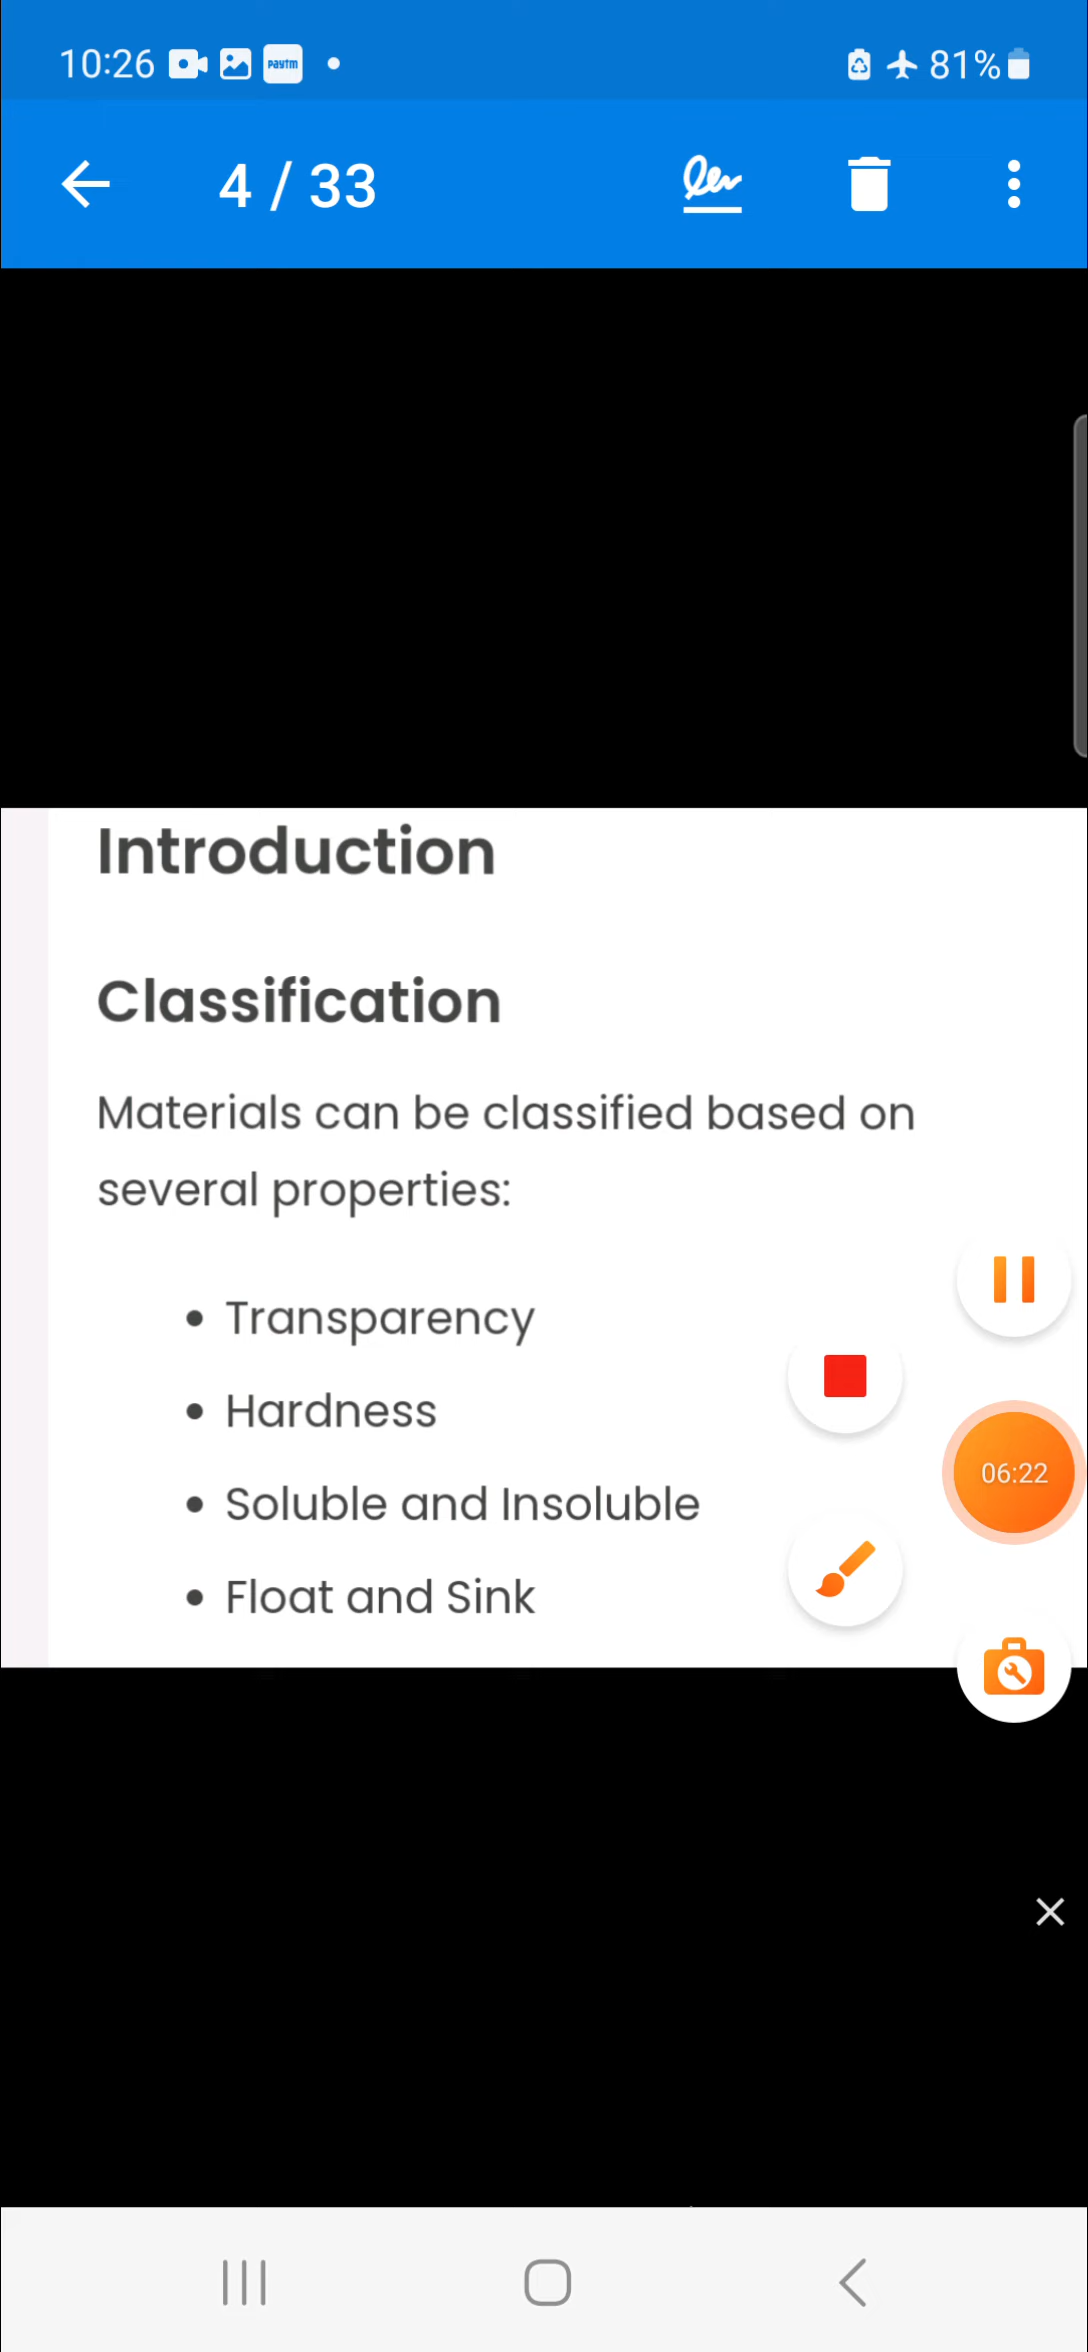 10:26 Paytm 81%
4 / 33
Introduction
Classification
Materials can be classified based on
several properties:
• Transparency
• Hardness
• Soluble and Insoluble
06:22
• Float and Sink